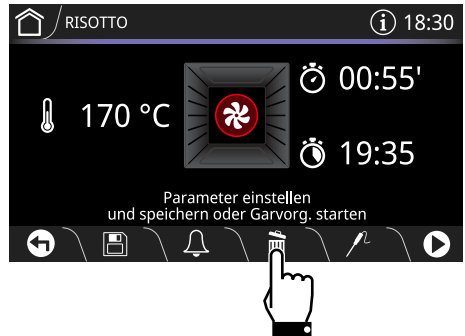 RISOTTO
i 18:30
170 °C
00:55'
19:35
Parameter einstellen
und speichern oder Garvorg. starten